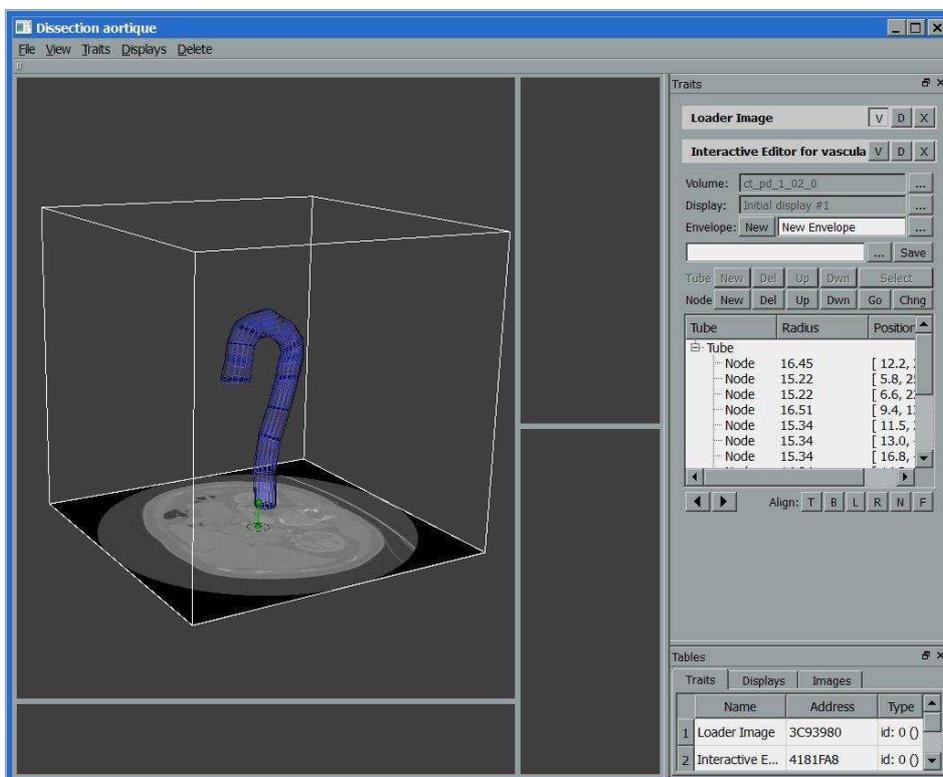 Dissection aortique
File View Traits Displays Delete
Traits
Loader Image V D X
Interactive Editor for vascula V D X
Volume: ct_pd_1_02_0 ...
Display: Initial display #1 ...
Envelope: New New Envelope ...
... Save
Tube New Del Up Dwn Select
Node New Del Up Dwn Go Chng
Tube Radius Position
Tube
Node 16.45 [ 12.2,
Node 15.22 [ 5.8, 2
Node 15.22 [ 6.6, 2
Node 16.51 [ 9.4, 1
Node 15.34 [ 11.5,
Node 15.34 [ 13.0,
Node 15.34 [ 16.8,
Align: T B L R N F
Tables
Traits Displays Images
Name Address Type
1 Loader Image 3C93980 id: 0 ()
2 Interactive E... 4181FA8 id: 0 ()